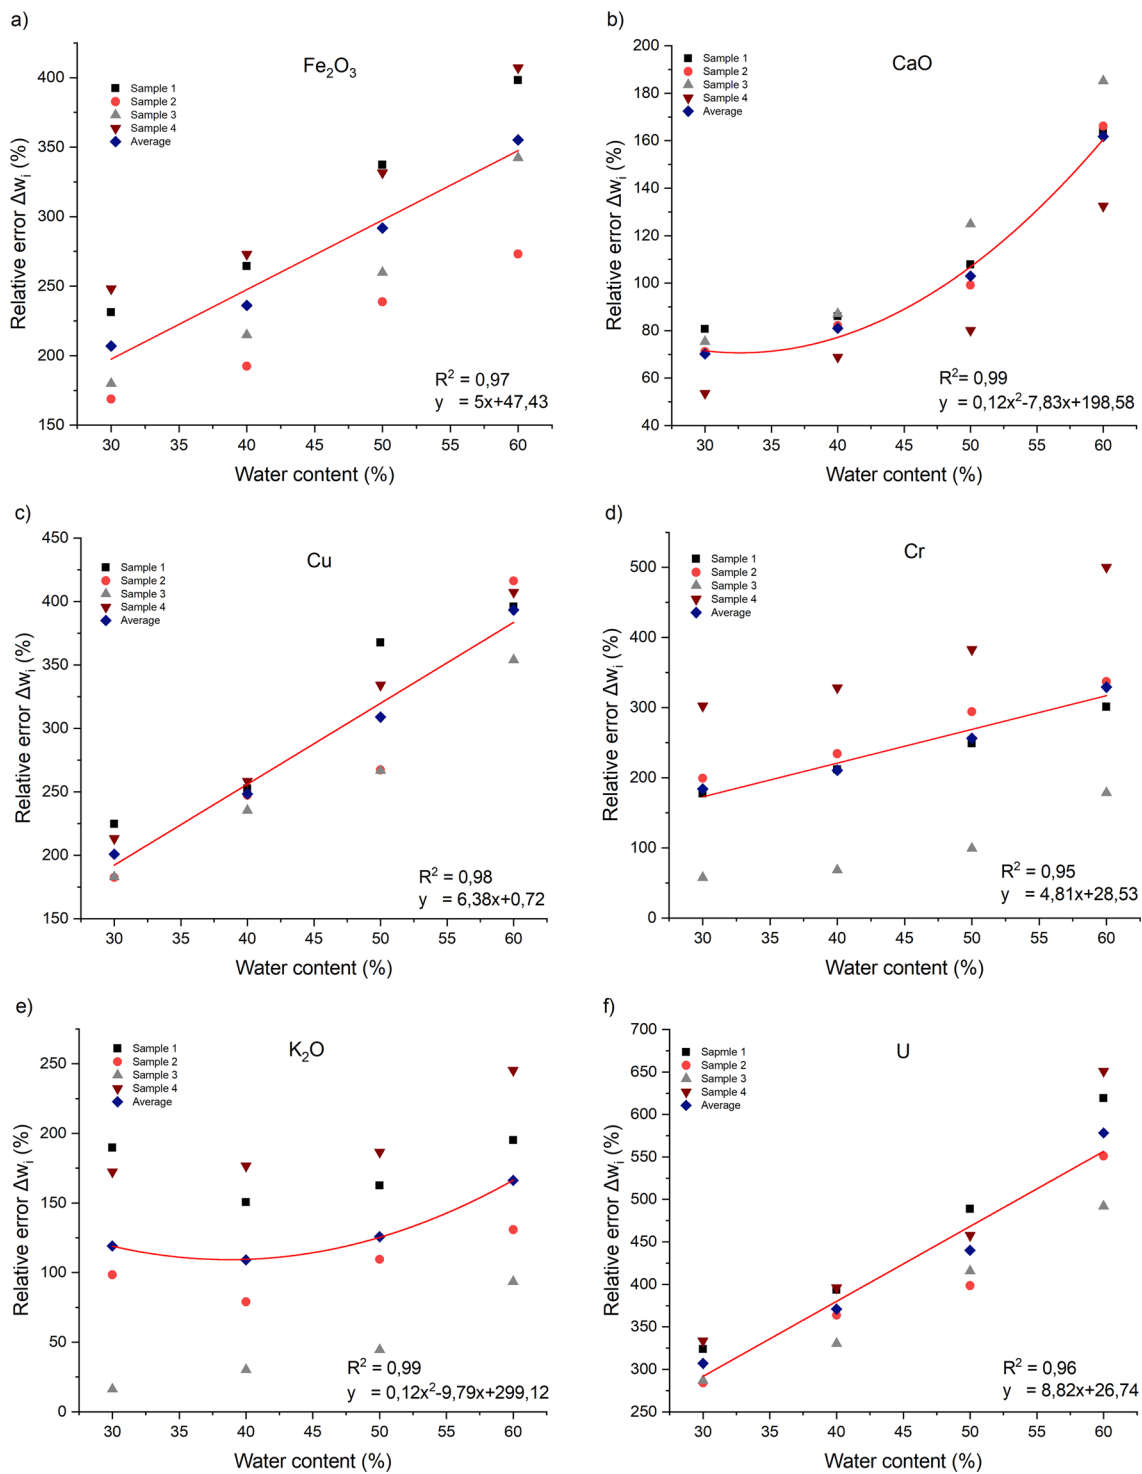 a)
Fe₂O₃
Sample 1
Sample 2
Sample 3
Sample 4
Average
Relative error Δwᵢ (%)
400
350
300
250
200
150
R² = 0,97
y = 5x+47,43
30 35 40 45 50 55 60
Water content (%)
b)
CaO
Sample 1
Sample 2
Sample 3
Sample 4
Average
Relative error Δwᵢ (%)
200
180
160
140
120
100
80
60
40
R²= 0,99
y = 0,12x²-7,83x+198,58
30 35 40 45 50 55 60
Water content (%)
c)
Cu
Sample 1
Sample 2
Sample 3
Sample 4
Average
Relative error Δwᵢ (%)
450
400
350
300
250
200
150
R² = 0,98
y = 6,38x+0,72
30 35 40 45 50 55 60
Water content (%)
d)
Cr
Sample 1
Sample 2
Sample 3
Sample 4
Average
Relative error Δwᵢ (%)
500
400
300
200
100
0
R² = 0,95
y = 4,81x+28,53
30 35 40 45 50 55 60
Water content (%)
e)
K₂O
Sample 1
Sample 2
Sample 3
Sample 4
Average
Relative error Δwᵢ (%)
250
200
150
100
50
0
R² = 0,99
y = 0,12x²-9,79x+299,12
30 35 40 45 50 55 60
Water content (%)
f)
U
Sapmle 1
Sample 2
Sample 3
Sample 4
Average
Relative error Δwᵢ (%)
700
650
600
550
500
450
400
350
300
250
R² = 0,96
y = 8,82x+26,74
30 35 40 45 50 55 60
Water content (%)